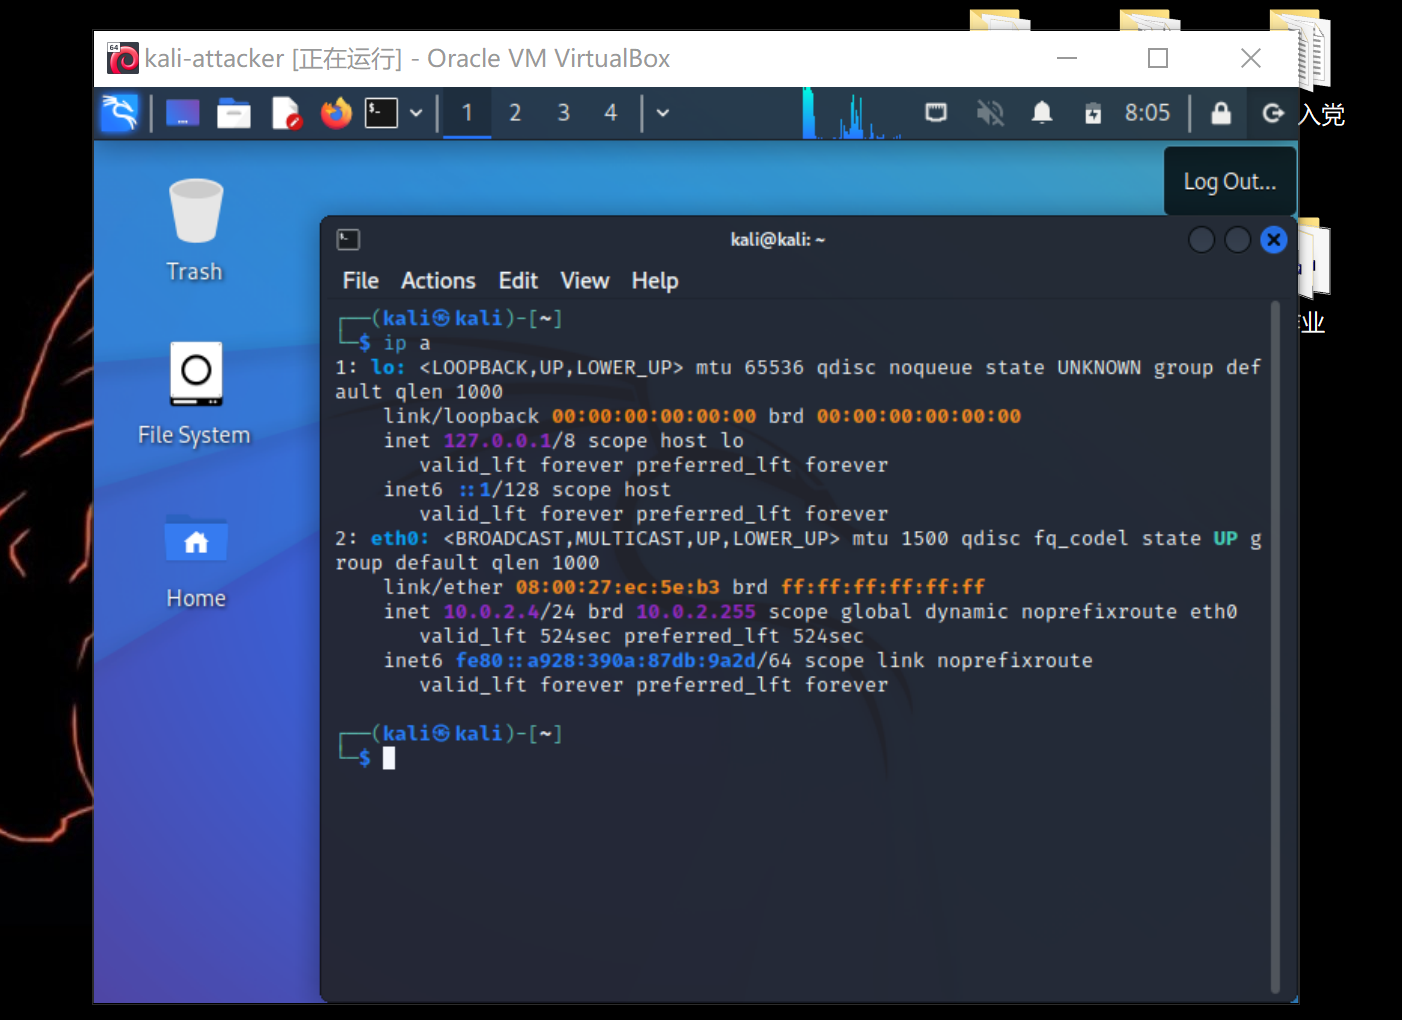 kali-attacker [正在运行] - Oracle VM VirtualBox
1 2 3 4 8:05
入党
Log Out...
Trash
kali@kali: ~
File Actions Edit View Help
File System
Home
┌──(kali㉿kali)-[~]
└─$ ip a
1: lo: <LOOPBACK,UP,LOWER_UP> mtu 65536 qdisc noqueue state UNKNOWN group def
ault qlen 1000
link/loopback 00:00:00:00:00:00 brd 00:00:00:00:00:00
inet 127.0.0.1/8 scope host lo
valid_lft forever preferred_lft forever
inet6 ::1/128 scope host
valid_lft forever preferred_lft forever
2: eth0: <BROADCAST,MULTICAST,UP,LOWER_UP> mtu 1500 qdisc fq_codel state UP g
roup default qlen 1000
link/ether 08:00:27:ec:5e:b3 brd ff:ff:ff:ff:ff:ff
inet 10.0.2.4/24 brd 10.0.2.255 scope global dynamic noprefixroute eth0
valid_lft 524sec preferred_lft 524sec
inet6 fe80::a928:390a:87db:9a2d/64 scope link noprefixroute
valid_lft forever preferred_lft forever
┌──(kali㉿kali)-[~]
└─$